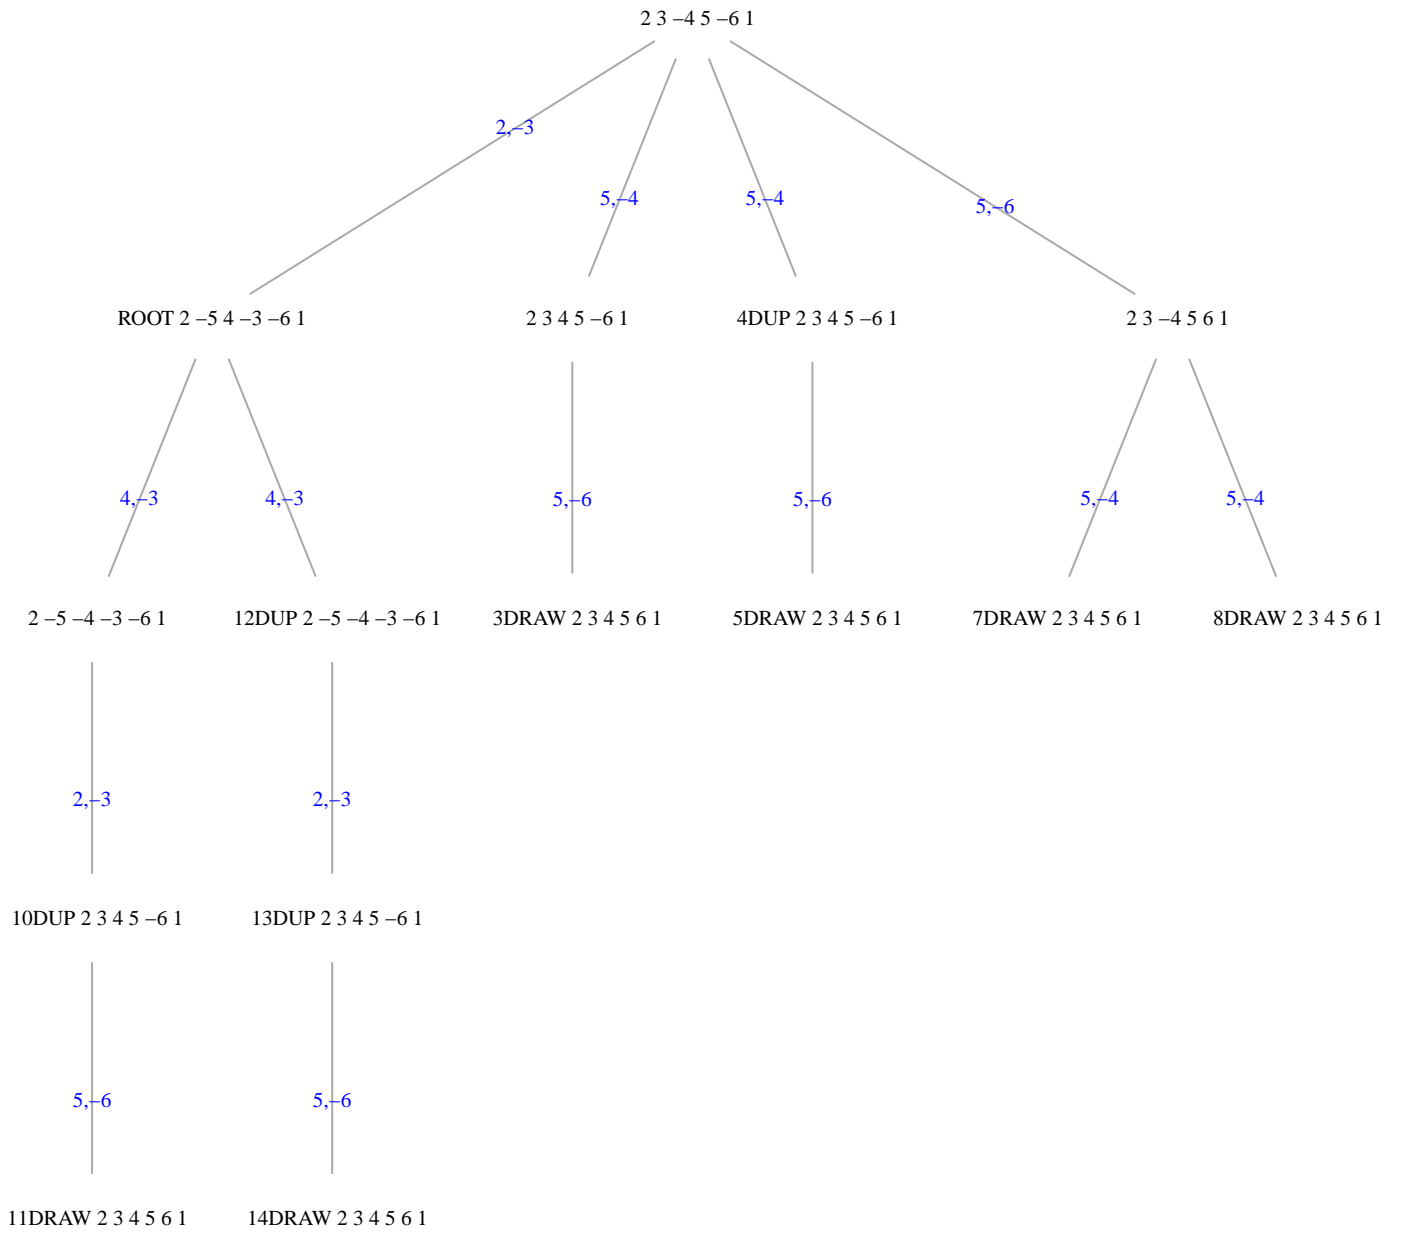 2 3 −4 5 −6 1
2,−3
5,−4
5,−4
5,−6
ROOT 2 −5 4 −3 −6 1
2 3 4 5 −6 1
4DUP 2 3 4 5 −6 1
2 3 −4 5 6 1
4,−3
4,−3
5,−6
5,−6
5,−4
5,−4
2 −5 −4 −3 −6 1
12DUP 2 −5 −4 −3 −6 1
3DRAW 2 3 4 5 6 1
5DRAW 2 3 4 5 6 1
7DRAW 2 3 4 5 6 1
8DRAW 2 3 4 5 6 1
2,−3
2,−3
10DUP 2 3 4 5 −6 1
13DUP 2 3 4 5 −6 1
5,−6
5,−6
11DRAW 2 3 4 5 6 1
14DRAW 2 3 4 5 6 1